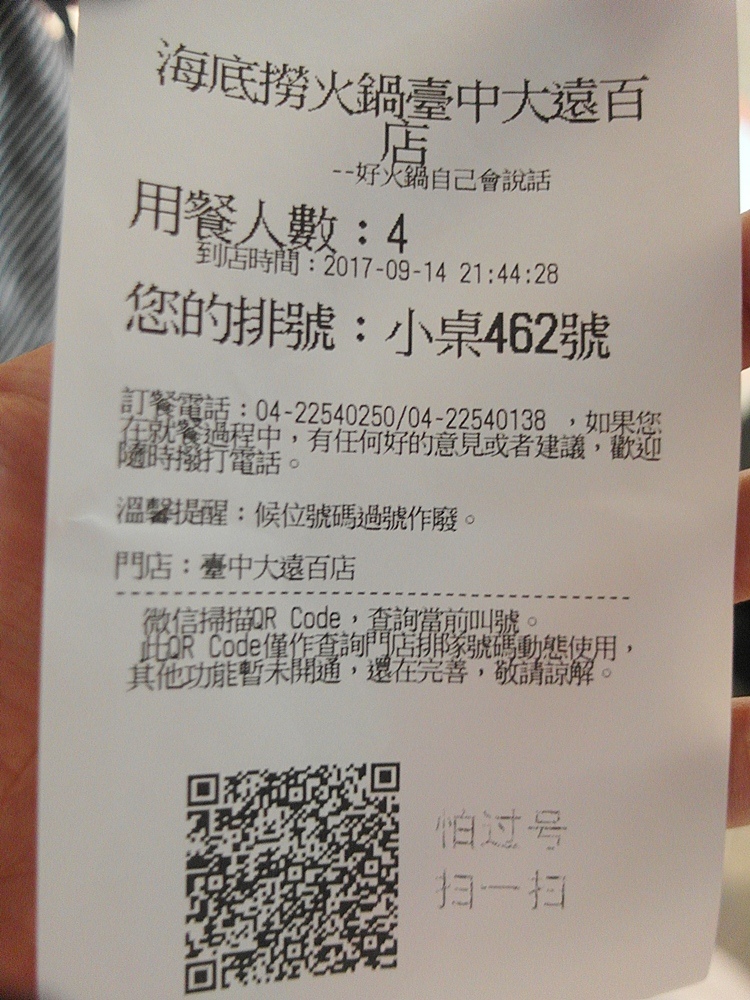 海底撈火鍋臺中大遠百
店
--好火鍋自己會說話
用餐人數：4
到店時間：2017-09-14 21:44:28
您的排號：小桌462號
訂餐電話：04-22540250/04-22540138 ，如果您
在就餐過程中，有任何好的意見或者建議，歡迎
隨時撥打電話。
溫馨提醒：候位號碼過號作廢。
門店：臺中大遠百店
--------------------------------
微信掃描QR Code，查詢當前叫號。
此QR Code僅作查詢門店排隊號碼動態使用，
其他功能暫未開通，還在完善，敬請諒解。
怕过号
扫一扫